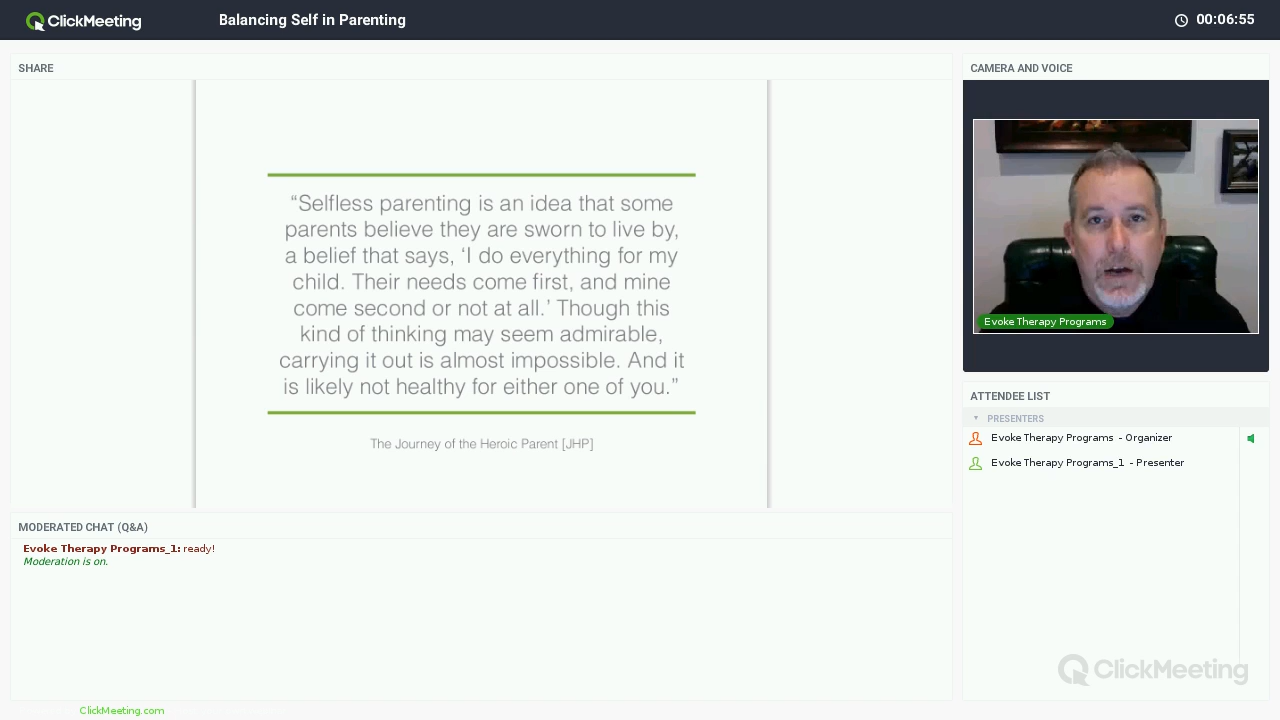 ClickMeeting
Balancing Self in Parenting
00:06:55
SHARE
“Selfless parenting is an idea that some
parents believe they are sworn to live by,
a belief that says, ‘I do everything for my
child. Their needs come first, and mine
come second or not at all.’ Though this
kind of thinking may seem admirable,
carrying it out is almost impossible. And it
is likely not healthy for either one of you.”
The Journey of the Heroic Parent [JHP]
MODERATED CHAT (Q&A)
Evoke Therapy Programs_1: ready!
Moderation is on.
CAMERA AND VOICE
Evoke Therapy Programs
ATTENDEE LIST
PRESENTERS
Evoke Therapy Programs - Organizer
Evoke Therapy Programs_1 - Presenter
ClickMeeting
ClickMeeting.com